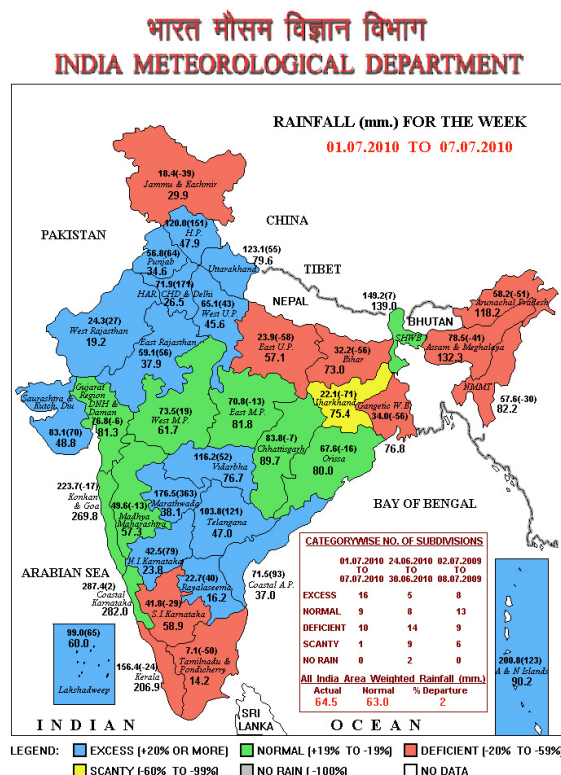 भारत मौसम विज्ञान विभाग
INDIA METEOROLOGICAL DEPARTMENT
RAINFALL (mm.) FOR THE WEEK
01.07.2010 TO 07.07.2010
18.4(-39)
Jammu & Kashmir
29.9
CHINA
120.0(151)
H.P.
47.9
PAKISTAN
56.8(64)
Punjab
34.6
123.1(55)
79.6
Uttarakhand
TIBET
71.9(171)
HAR. CHD & Delhi
26.5
65.1(43)
West U.P.
45.6
NEPAL
149.2(7)
139.0
SHWB
BHUTAN
58.2(-51)
Arunachal Pradesh
118.2
24.3(27)
West Rajasthan
19.2
East Rajasthan
59.1(56)
37.9
23.9(-58)
East U.P.
57.1
32.2(-56)
Bihar
73.0
78.5(-41)
Assam & Meghalaya
132.3
NMMT
57.6(-30)
82.2
Saurashtra &
Kutch, Diu
83.1(70)
48.8
Gujarat
Region
DNH &
Daman
76.8(-6)
81.3
73.5(19)
West M.P.
61.7
70.8(-13)
East M.P.
81.8
22.1(-71)
Jharkhand
75.4
Gangetic W.B.
34.0(-56)
76.8
83.8(-7)
Chhattisgarh
89.7
67.6(-16)
Orissa
80.0
116.2(52)
Vidarbha
76.7
223.7(-17)
Konkan
and Goa
269.8
49.6(-13)
Madhya
Maharashtra
57.3
176.5(363)
Marathwada
38.1
103.8(121)
Telangana
47.0
BAY OF BENGAL
42.5(79)
N.I.Karnataka
23.8
22.7(40)
Rayalaseema
16.2
71.5(93)
Coastal A.P.
37.0
ARABIAN SEA
287.4(2)
Coastal
Karnataka
282.0
41.8(-29)
S.I.Karnataka
58.9
99.0(65)
60.0
Lakshadweep
156.4(-24)
Kerala
206.9
7.1(-50)
Tamilnadu &
Pondicherry
14.2
CATEGORYWISE NO. OF SUBDIVISIONS
01.07.2010 24.06.2010 02.07.2009
TO TO TO
07.07.2010 30.06.2010 08.07.2009
EXCESS 16 5 8
NORMAL 9 8 13
DEFICIENT 10 14 9
SCANTY 1 9 6
NO RAIN 0 2 0
All India Area Weighted Rainfall (mm.)
Actual Normal % Departure
64.5 63.0 2
200.8(123)
A & N Islands
90.2
SRI
LANKA
INDIAN OCEAN
LEGEND: EXCESS (+20% OR MORE) NORMAL (+19% TO -19%) DEFICIENT (-20% TO -59%)
SCANTY (-60% TO -99%) NO RAIN (-100%) NO DATA